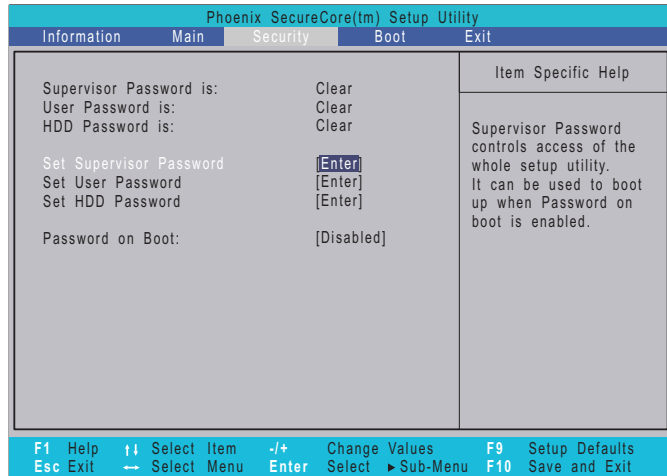 Phoenix SecureCore(tm) Setup Utility
Information Main Security Boot Exit
Item Specific Help
Supervisor Password is: Clear
User Password is: Clear
HDD Password is: Clear
Supervisor Password
controls access of the
whole setup utility.
It can be used to boot
up when Password on
boot is enabled.
Set Supervisor Password [Enter]
Set User Password [Enter]
Set HDD Password [Enter]
Password on Boot: [Disabled]
F1 Help ↑↓ Select Item -/+ Change Values F9 Setup Defaults
Esc Exit ↔ Select Menu Enter Select ►Sub-Menu F10 Save and Exit